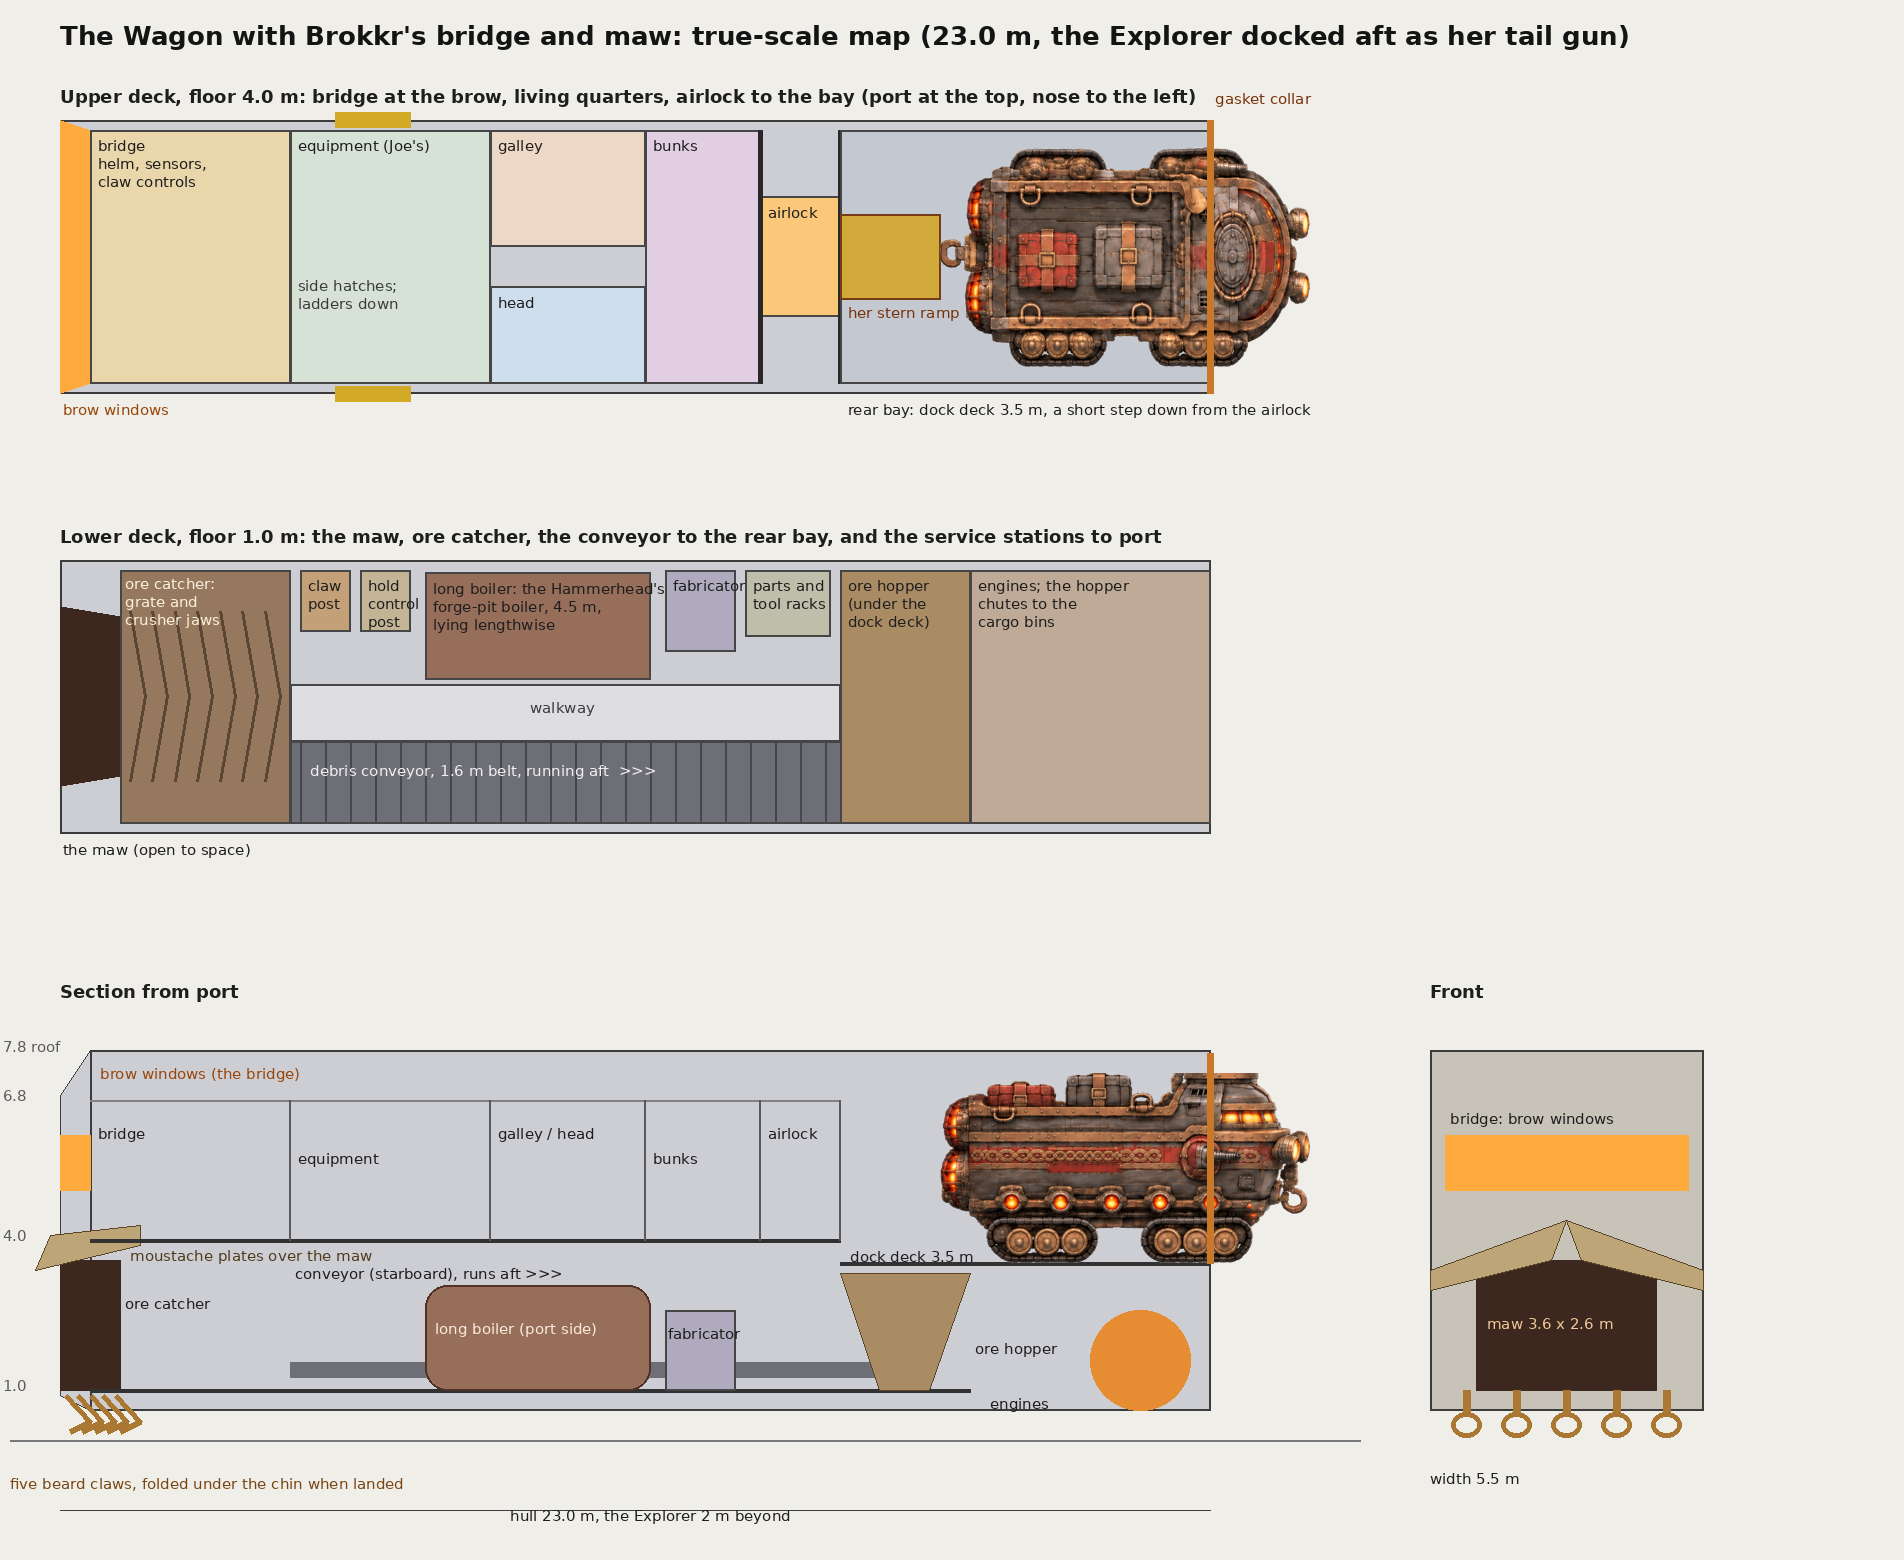 The Wagon with Brokkr's bridge and maw: true-scale map (23.0 m, the Explorer docked aft as her tail gun)
Upper deck, floor 4.0 m: bridge at the brow, living quarters, airlock to the bay (port at the top, nose to the left)
gasket collar
bridge
helm, sensors,
claw controls
equipment (Joe's)
side hatches;
ladders down
galley
head
bunks
airlock
her stern ramp
brow windows
rear bay: dock deck 3.5 m, a short step down from the airlock
Lower deck, floor 1.0 m: the maw, ore catcher, the conveyor to the rear bay, and the service stations to port
ore catcher:
grate and
crusher jaws
claw
post
hold
control
post
long boiler: the Hammerhead's
forge-pit boiler, 4.5 m,
lying lengthwise
fabricator
parts and
tool racks
ore hopper
(under the
dock deck)
engines; the hopper
chutes to the
cargo bins
walkway
debris conveyor, 1.6 m belt, running aft >>>
the maw (open to space)
Section from port
7.8 roof
6.8
4.0
1.0
brow windows (the bridge)
bridge
equipment
galley / head
bunks
airlock
moustache plates over the maw
conveyor (starboard), runs aft >>>
dock deck 3.5 m
ore catcher
long boiler (port side)
fabricator
ore hopper
engines
five beard claws, folded under the chin when landed
hull 23.0 m, the Explorer 2 m beyond
Front
bridge: brow windows
maw 3.6 x 2.6 m
width 5.5 m